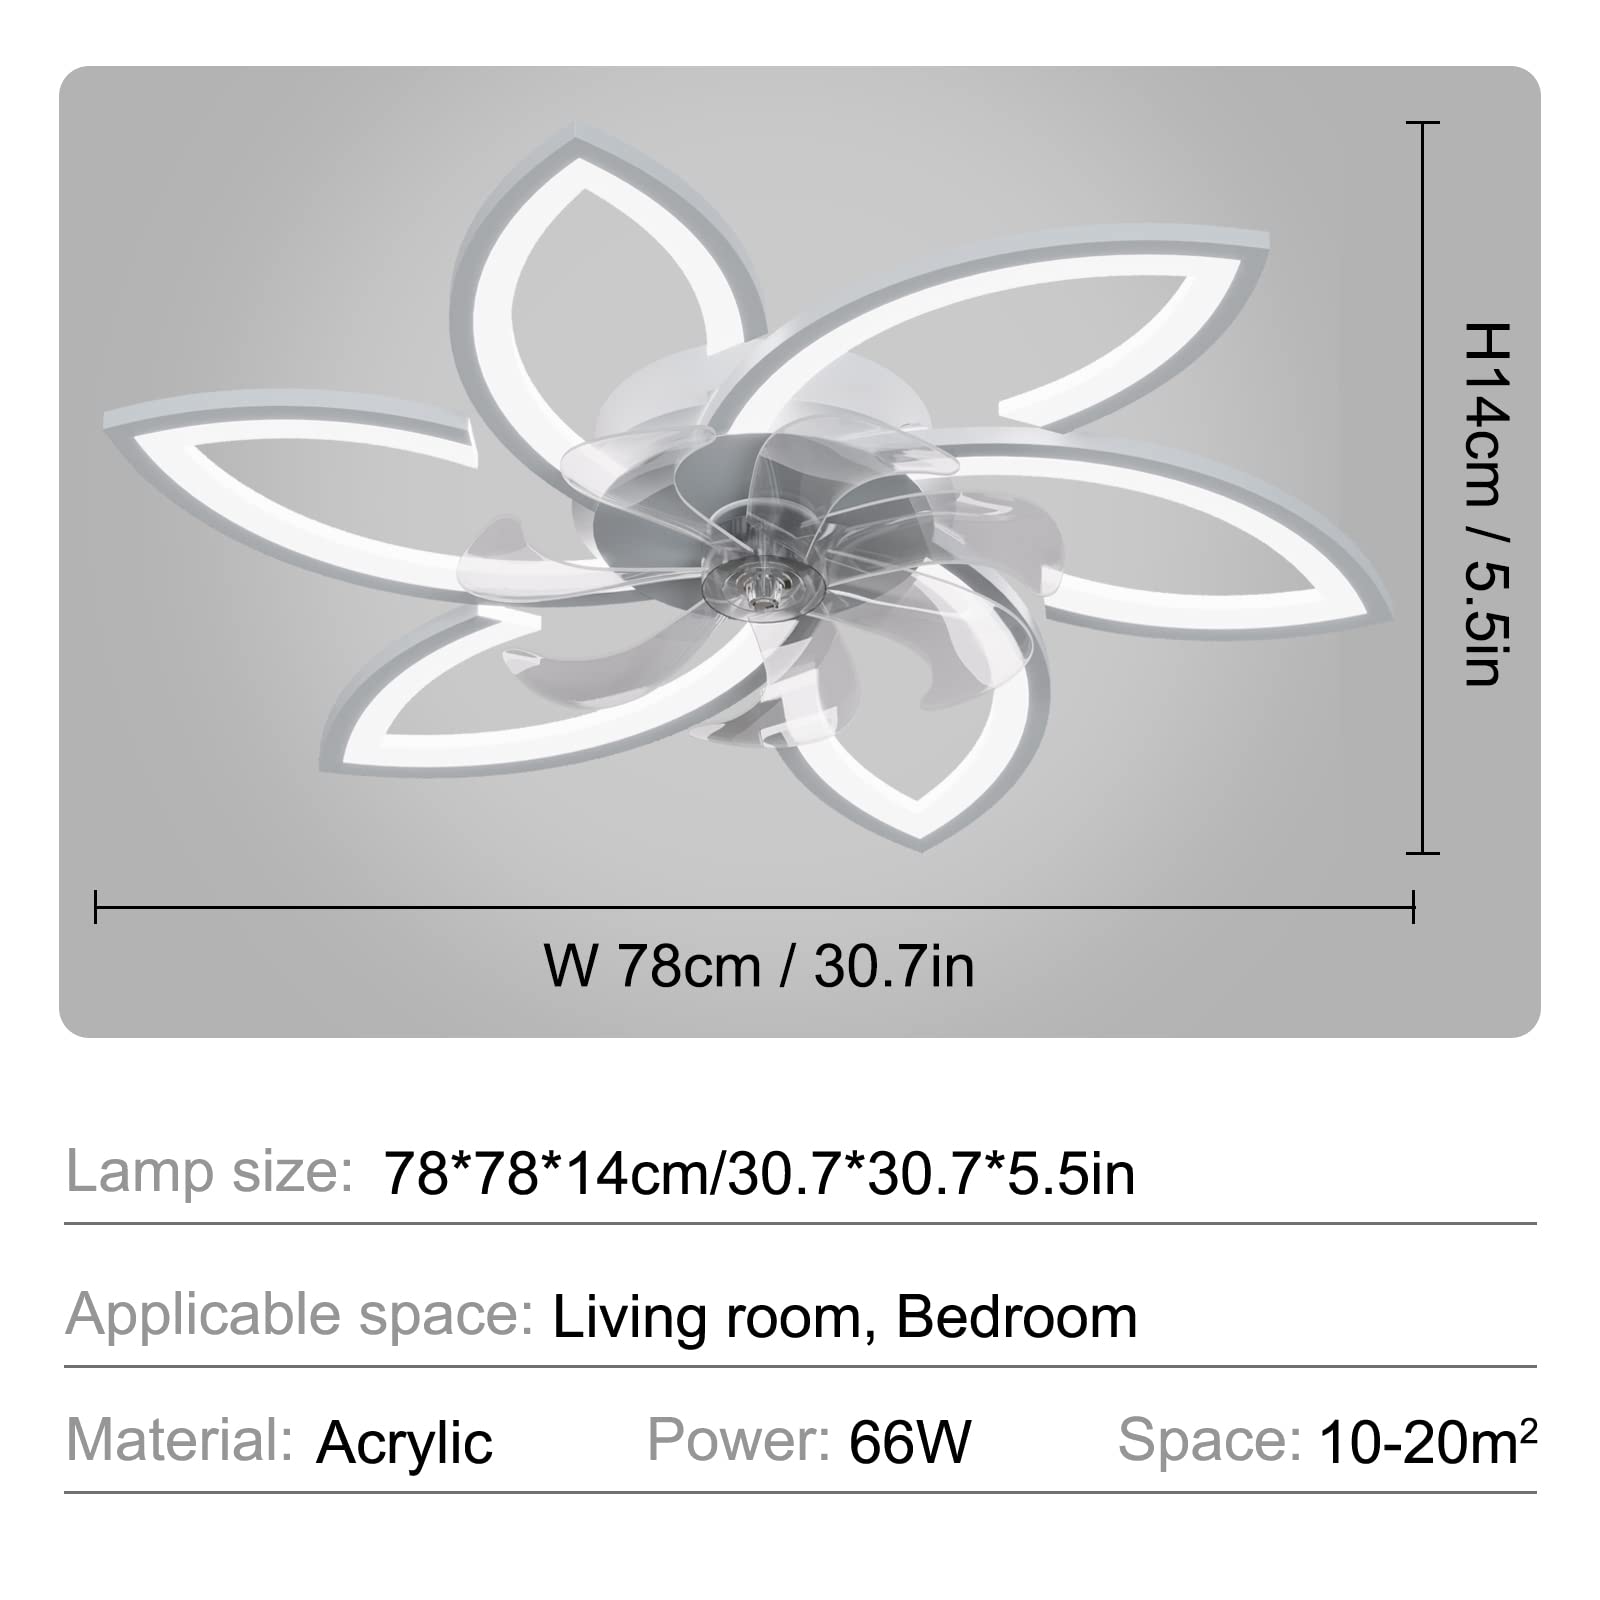 H14cm / 5.5in
W 78cm / 30.7in
Lamp size: 78*78*14cm/30.7*30.7*5.5in
Applicable space: Living room, Bedroom
Material: Acrylic Power: 66W Space: 10-20m²